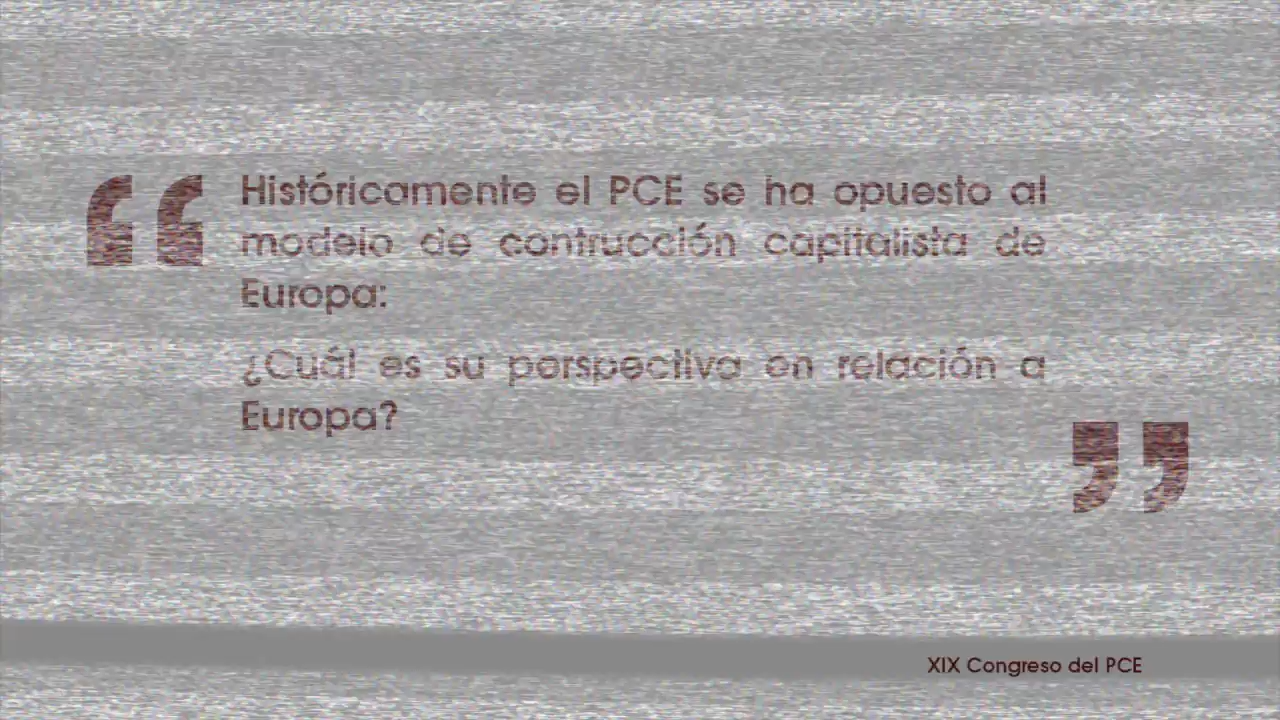 Históricamente el PCE se ha opuesto al
modelo de contrucción capitalista de
Europa:
¿Cuál es su perspectiva en relación a
Europa?
XIX Congreso del PCE